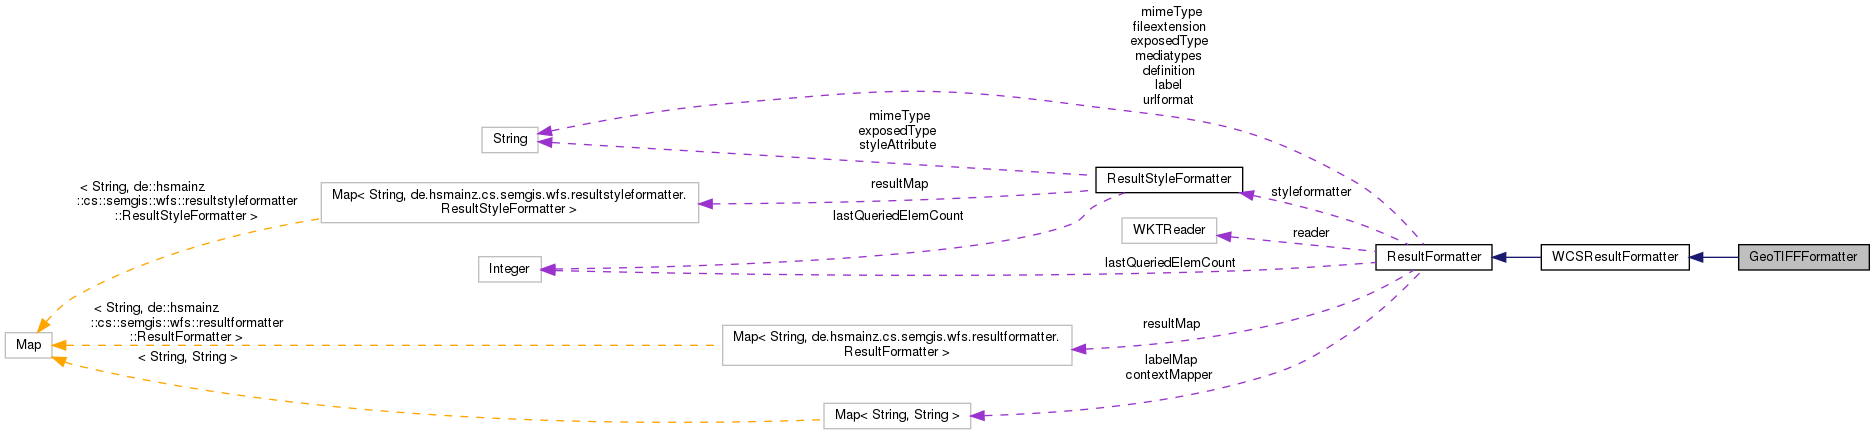 mimeType
fileextension
exposedType
mediatypes
definition
label
urlformat
mimeType
exposedType
styleAttribute
String
ResultStyleFormatter
resultMap
< String, de::hsmainz
::cs::semgis::wfs::resultstyleformatter
::ResultStyleFormatter >
Map< String, de.hsmainz.cs.semgis.wfs.resultstyleformatter.
ResultStyleFormatter >
styleformatter
lastQueriedElemCount
WKTReader
reader
Integer
lastQueriedElemCount
ResultFormatter
WCSResultFormatter
GeoTIFFFormatter
< String, de::hsmainz
::cs::semgis::wfs::resultformatter
::ResultFormatter >
Map
< String, String >
Map< String, de.hsmainz.cs.semgis.wfs.resultformatter.
ResultFormatter >
resultMap
labelMap
contextMapper
Map< String, String >